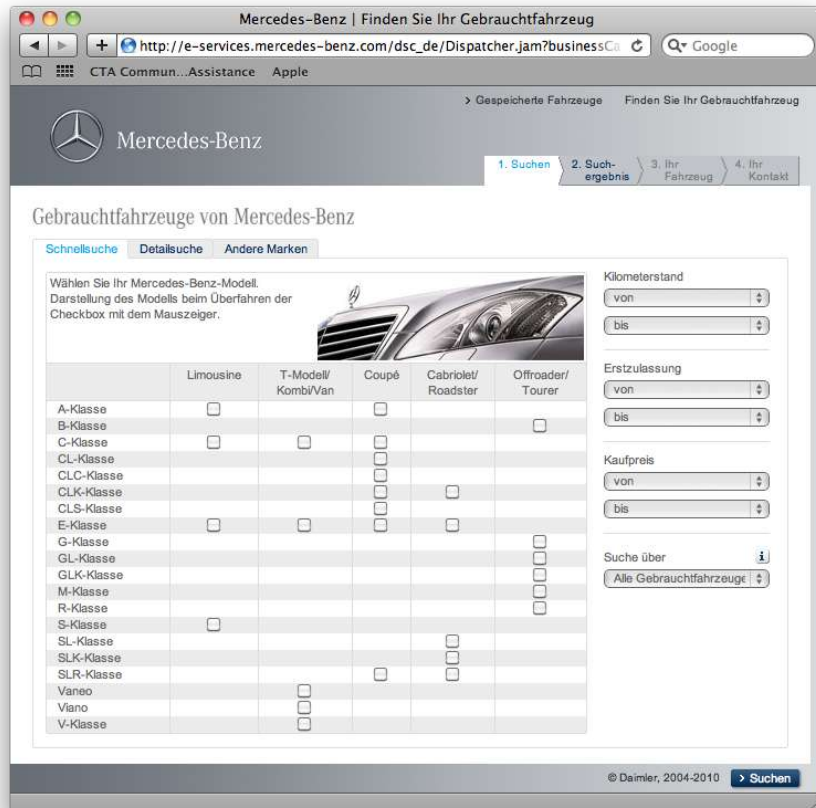 Mercedes-Benz | Finden Sie Ihr Gebrauchtfahrzeug
http://e-services.mercedes-benz.com/dsc_de/Dispatcher.jam?businessCa
Google
CTA Commun...Assistance Apple
> Gespeicherte Fahrzeuge Finden Sie Ihr Gebrauchtfahrzeug
Mercedes-Benz
1. Suchen
2. Such-
ergebnis
3. Ihr
Fahrzeug
4. Ihr
Kontakt
Gebrauchtfahrzeuge von Mercedes-Benz
Schnellsuche Detailsuche Andere Marken
Wählen Sie Ihr Mercedes-Benz-Modell.
Darstellung des Modells beim Überfahren der
Checkbox mit dem Mauszeiger.
Limousine
T-Modell/
Kombi/Van
Coupé
Cabriolet/
Roadster
Offroader/
Tourer
A-Klasse
B-Klasse
C-Klasse
CL-Klasse
CLC-Klasse
CLK-Klasse
CLS-Klasse
E-Klasse
G-Klasse
GL-Klasse
GLK-Klasse
M-Klasse
R-Klasse
S-Klasse
SL-Klasse
SLK-Klasse
SLR-Klasse
Vaneo
Viano
V-Klasse
Kilometerstand
von
bis
Erstzulassung
von
bis
Kaufpreis
von
bis
Suche über i
Alle Gebrauchtfahrzeuge
© Daimler, 2004-2010 > Suchen